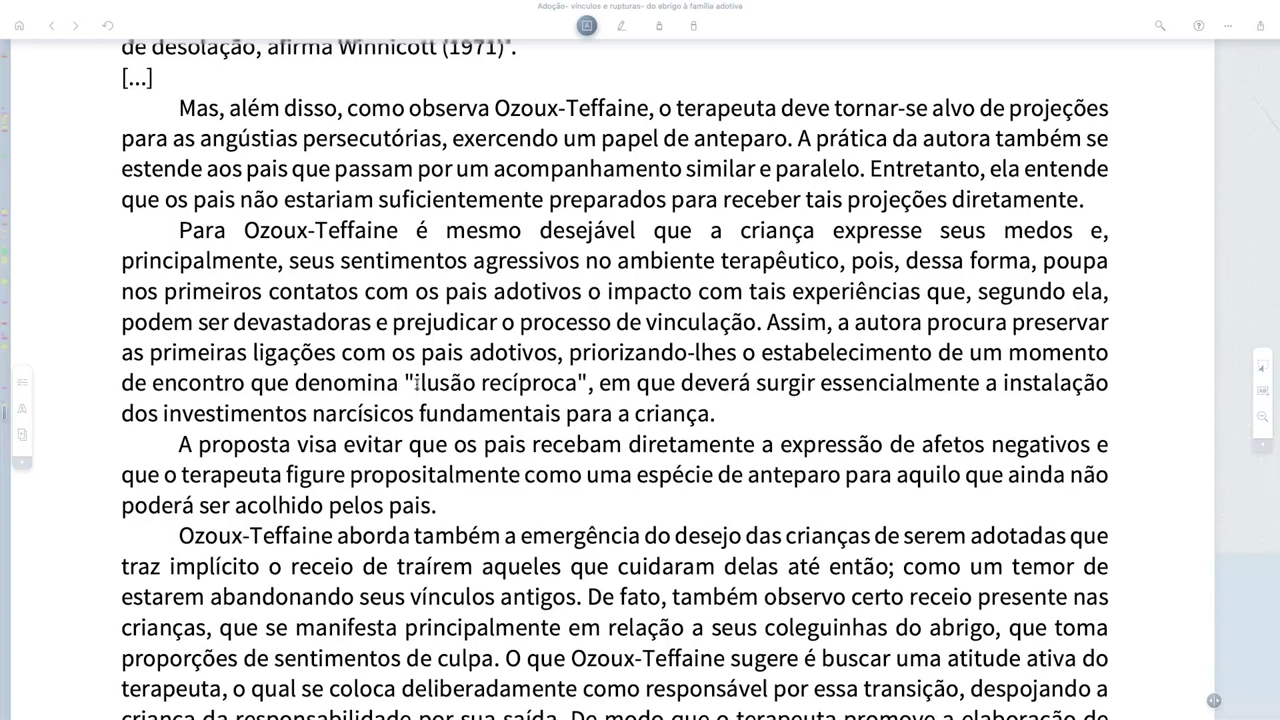 Adoção- vínculos e rupturas- do abrigo à família adotiva
de desolação, afirma Winnicott (1971)".
[...]
Mas, além disso, como observa Ozoux-Teffaine, o terapeuta deve tornar-se alvo de projeções
para as angústias persecutórias, exercendo um papel de anteparo. A prática da autora também se
estende aos pais que passam por um acompanhamento similar e paralelo. Entretanto, ela entende
que os pais não estariam suficientemente preparados para receber tais projeções diretamente.
Para Ozoux-Teffaine é mesmo desejável que a criança expresse seus medos e,
principalmente, seus sentimentos agressivos no ambiente terapêutico, pois, dessa forma, poupa
nos primeiros contatos com os pais adotivos o impacto com tais experiências que, segundo ela,
podem ser devastadoras e prejudicar o processo de vinculação. Assim, a autora procura preservar
as primeiras ligações com os pais adotivos, priorizando-lhes o estabelecimento de um momento
de encontro que denomina "ilusão recíproca", em que deverá surgir essencialmente a instalação
dos investimentos narcísicos fundamentais para a criança.
A proposta visa evitar que os pais recebam diretamente a expressão de afetos negativos e
que o terapeuta figure propositalmente como uma espécie de anteparo para aquilo que ainda não
poderá ser acolhido pelos pais.
Ozoux-Teffaine aborda também a emergência do desejo das crianças de serem adotadas que
traz implícito o receio de traírem aqueles que cuidaram delas até então; como um temor de
estarem abandonando seus vínculos antigos. De fato, também observo certo receio presente nas
crianças, que se manifesta principalmente em relação a seus coleguinhas do abrigo, que toma
proporções de sentimentos de culpa. O que Ozoux-Teffaine sugere é buscar uma atitude ativa do
terapeuta, o qual se coloca deliberadamente como responsável por essa transição, despojando a
criança da responsabilidade por sua saída. De modo que o terapeuta promove a elaboração de